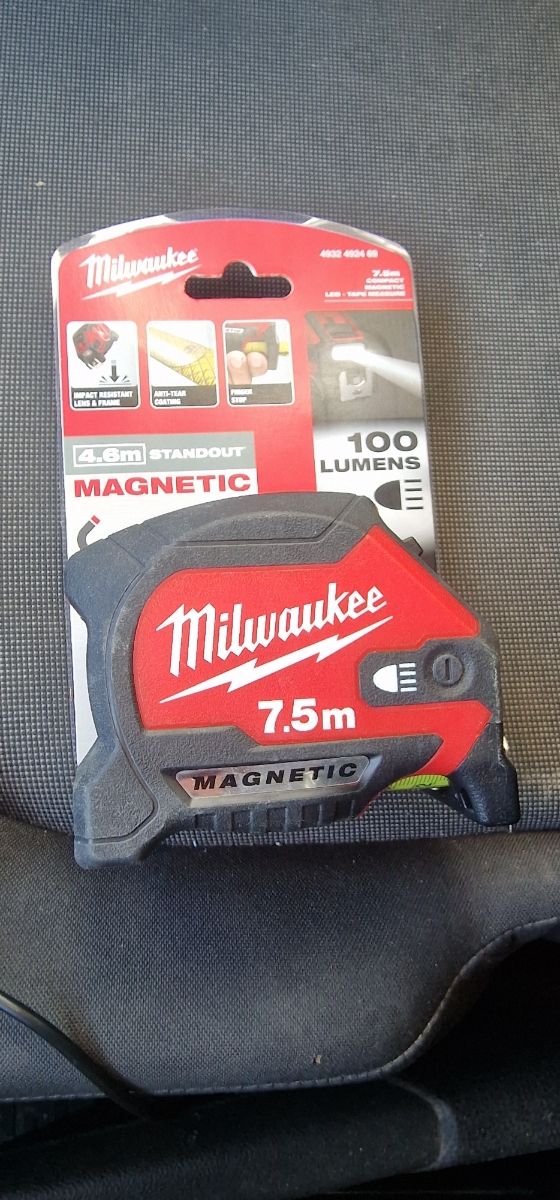 Milwaukee
4932 4924 69
7.5m
COMPACT
MAGNETIC
LED - TAPE MEASURE
IMPACT RESISTANT
LENS & FRAME
ANTI-TEAR
COATING
FINGER
STOP
4.6m STANDOUT
MAGNETIC
100
LUMENS
Milwaukee
7.5m
MAGNETIC